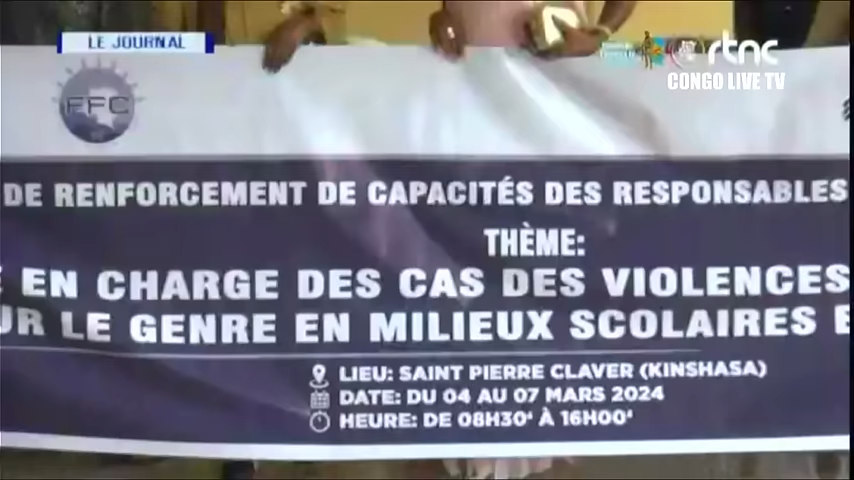 LE JOURNAL
rtnc
CONGO LIVE TV
FFC
DE RENFORCEMENT DE CAPACITÉS DES RESPONSABLES
THÈME:
EN CHARGE DES CAS DES VIOLENCES
UR LE GENRE EN MILIEUX SCOLAIRES E
LIEU: SAINT PIERRE CLAVER (KINSHASA)
DATE: DU 04 AU 07 MARS 2024
HEURE: DE 08H30' À 16H00'